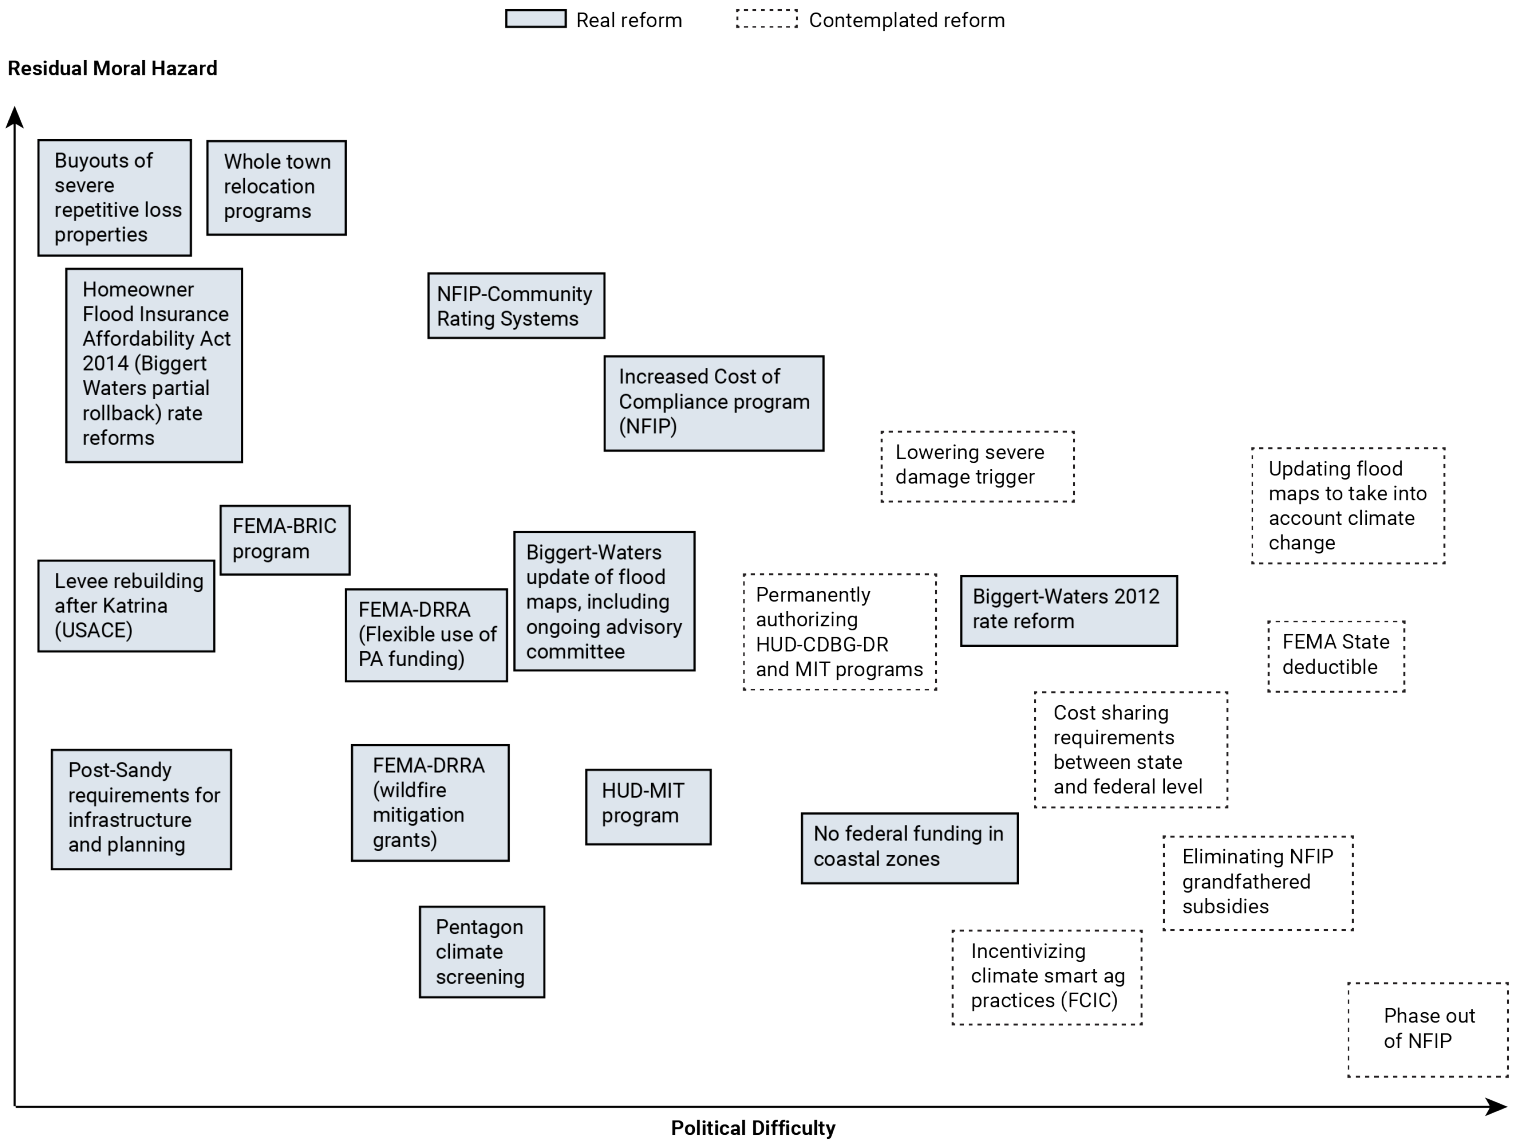 Real reform
Contemplated reform
Residual Moral Hazard
Buyouts of
severe
repetitive loss
properties
Whole town
relocation
programs
Homeowner
Flood Insurance
Affordability Act
2014 (Biggert
Waters partial
rollback) rate
reforms
NFIP-Community
Rating Systems
Increased Cost of
Compliance program
(NFIP)
Lowering severe
damage trigger
Updating flood
maps to take into
account climate
change
FEMA-BRIC
program
Levee rebuilding
after Katrina
(USACE)
FEMA-DRRA
(Flexible use of
PA funding)
Biggert-Waters
update of flood
maps, including
ongoing advisory
committee
Permanently
authorizing
HUD-CDBG-DR
and MIT programs
Biggert-Waters 2012
rate reform
FEMA State
deductible
Cost sharing
requirements
between state
and federal level
Post-Sandy
requirements for
infrastructure
and planning
FEMA-DRRA
(wildfire
mitigation
grants)
HUD-MIT
program
No federal funding in
coastal zones
Eliminating NFIP
grandfathered
subsidies
Pentagon
climate
screening
Incentivizing
climate smart ag
practices (FCIC)
Phase out
of NFIP
Political Difficulty